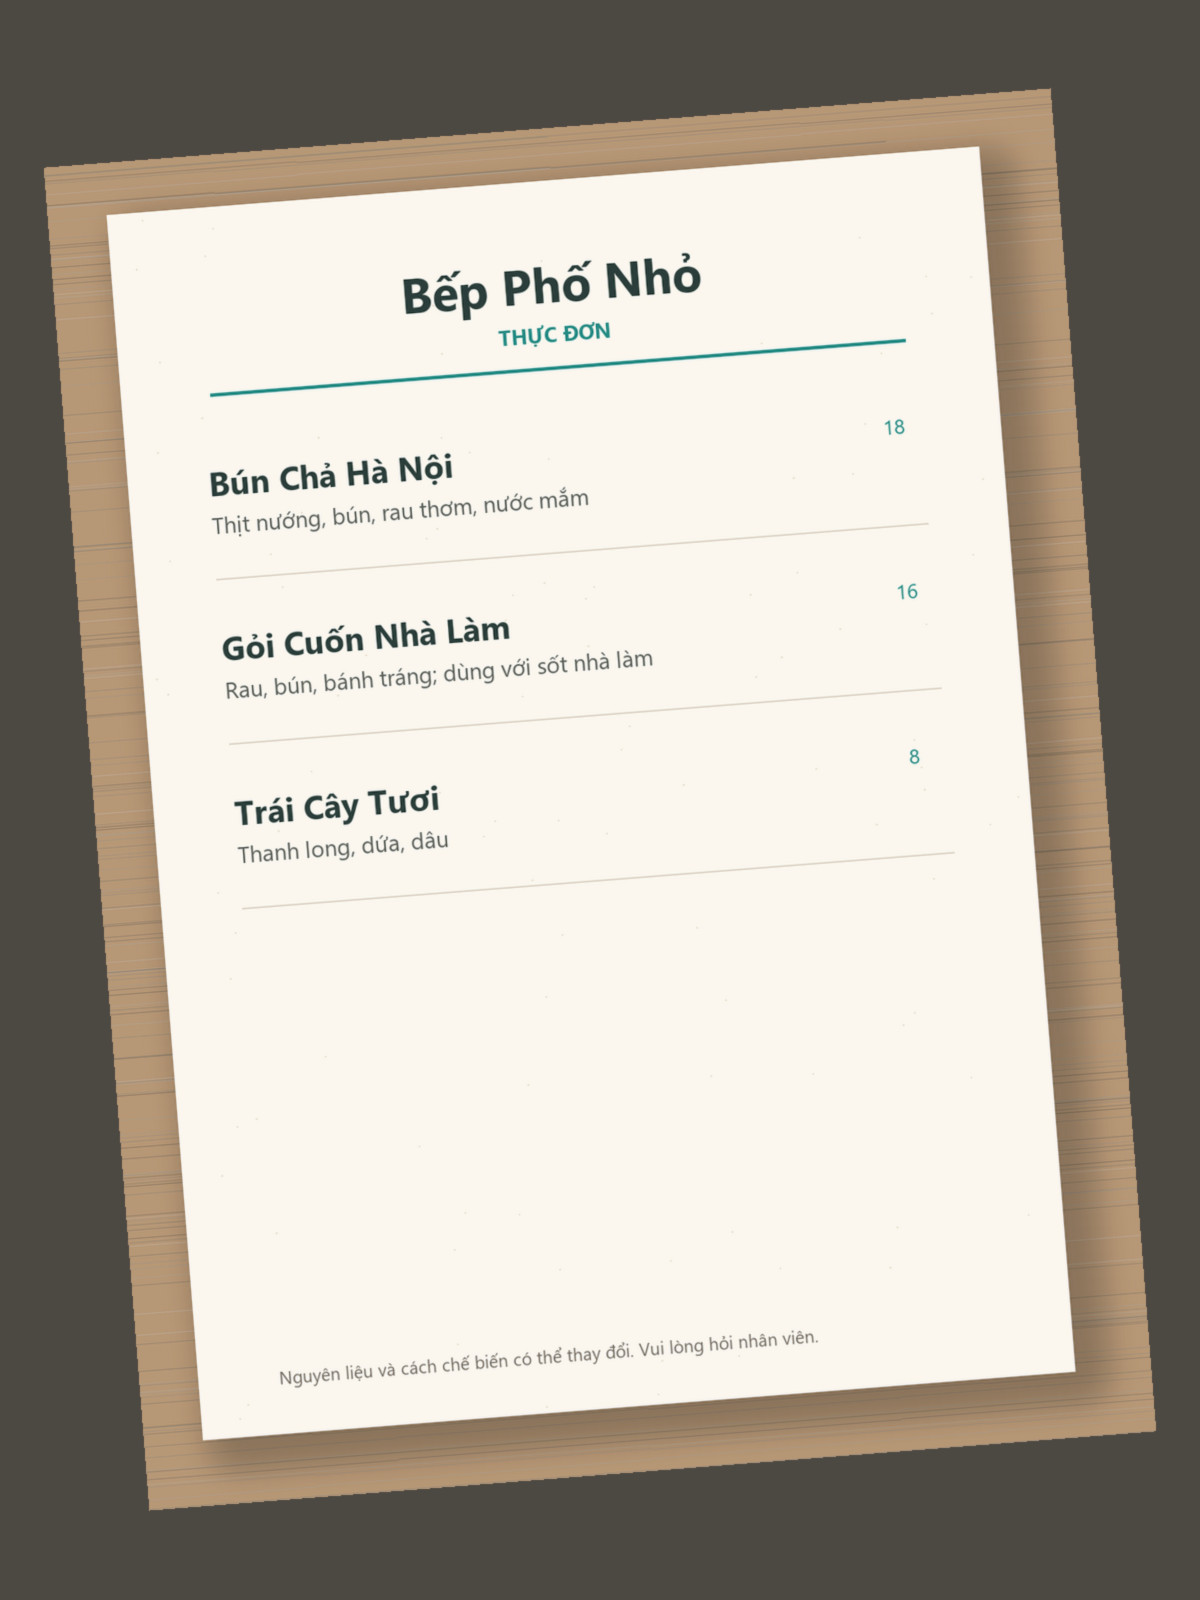 Bếp Phố Nhỏ
THỰC ĐƠN
Bún Chả Hà Nội 18
Thịt nướng, bún, rau thơm, nước mắm
Gỏi Cuốn Nhà Làm 16
Rau, bún, bánh tráng; dùng với sốt nhà làm
Trái Cây Tươi 8
Thanh long, dứa, dâu
Nguyên liệu và cách chế biến có thể thay đổi. Vui lòng hỏi nhân viên.